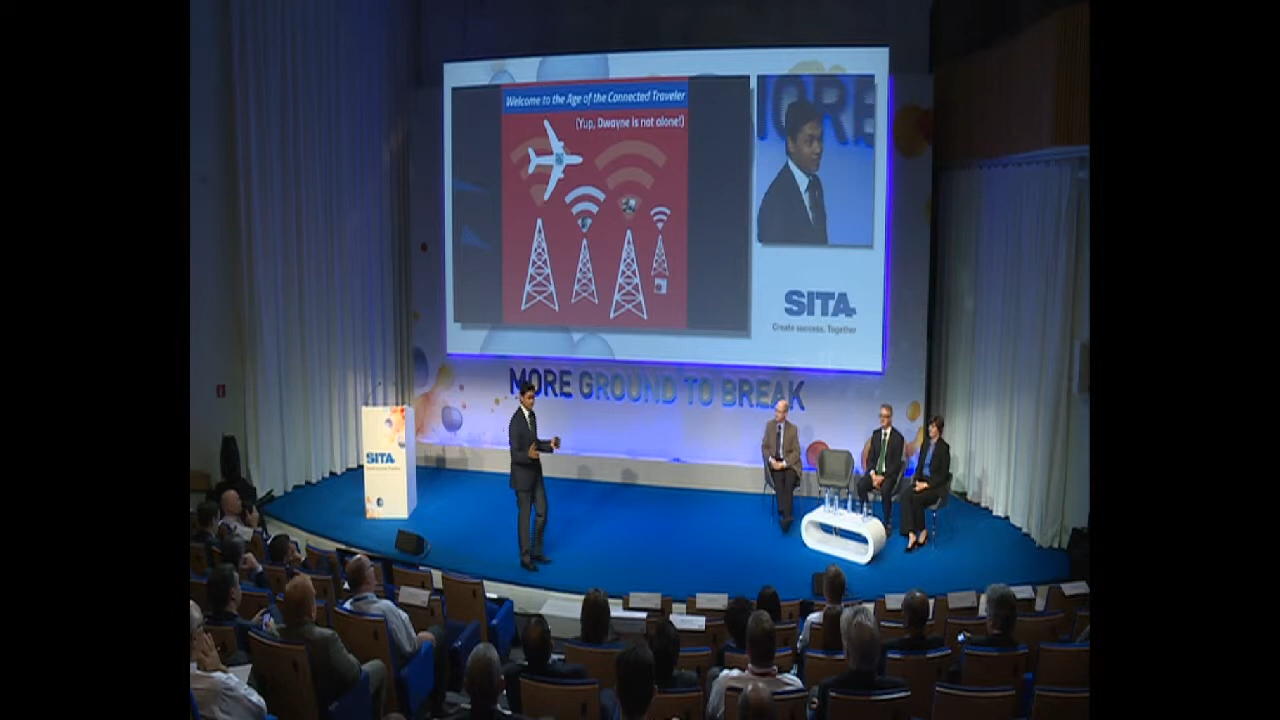 Welcome to the Age of the Connected Traveler
(Yup, Dwayne is not alone!)
ORE
SITA
Create success. Together
MORE GROUND TO BREAK
SITA